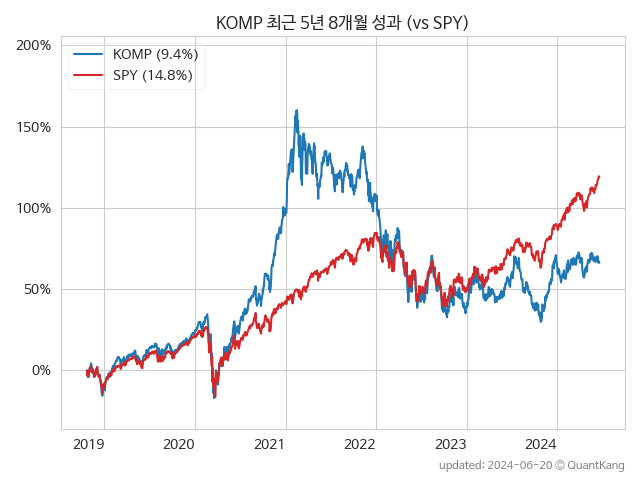 KOMP 최근 5년 8개월 성과 (vs SPY)
KOMP (9.4%)
SPY (14.8%)
200%
150%
100%
50%
0%
2019 2020 2021 2022 2023 2024
updated: 2024-06-20 © QuantKang